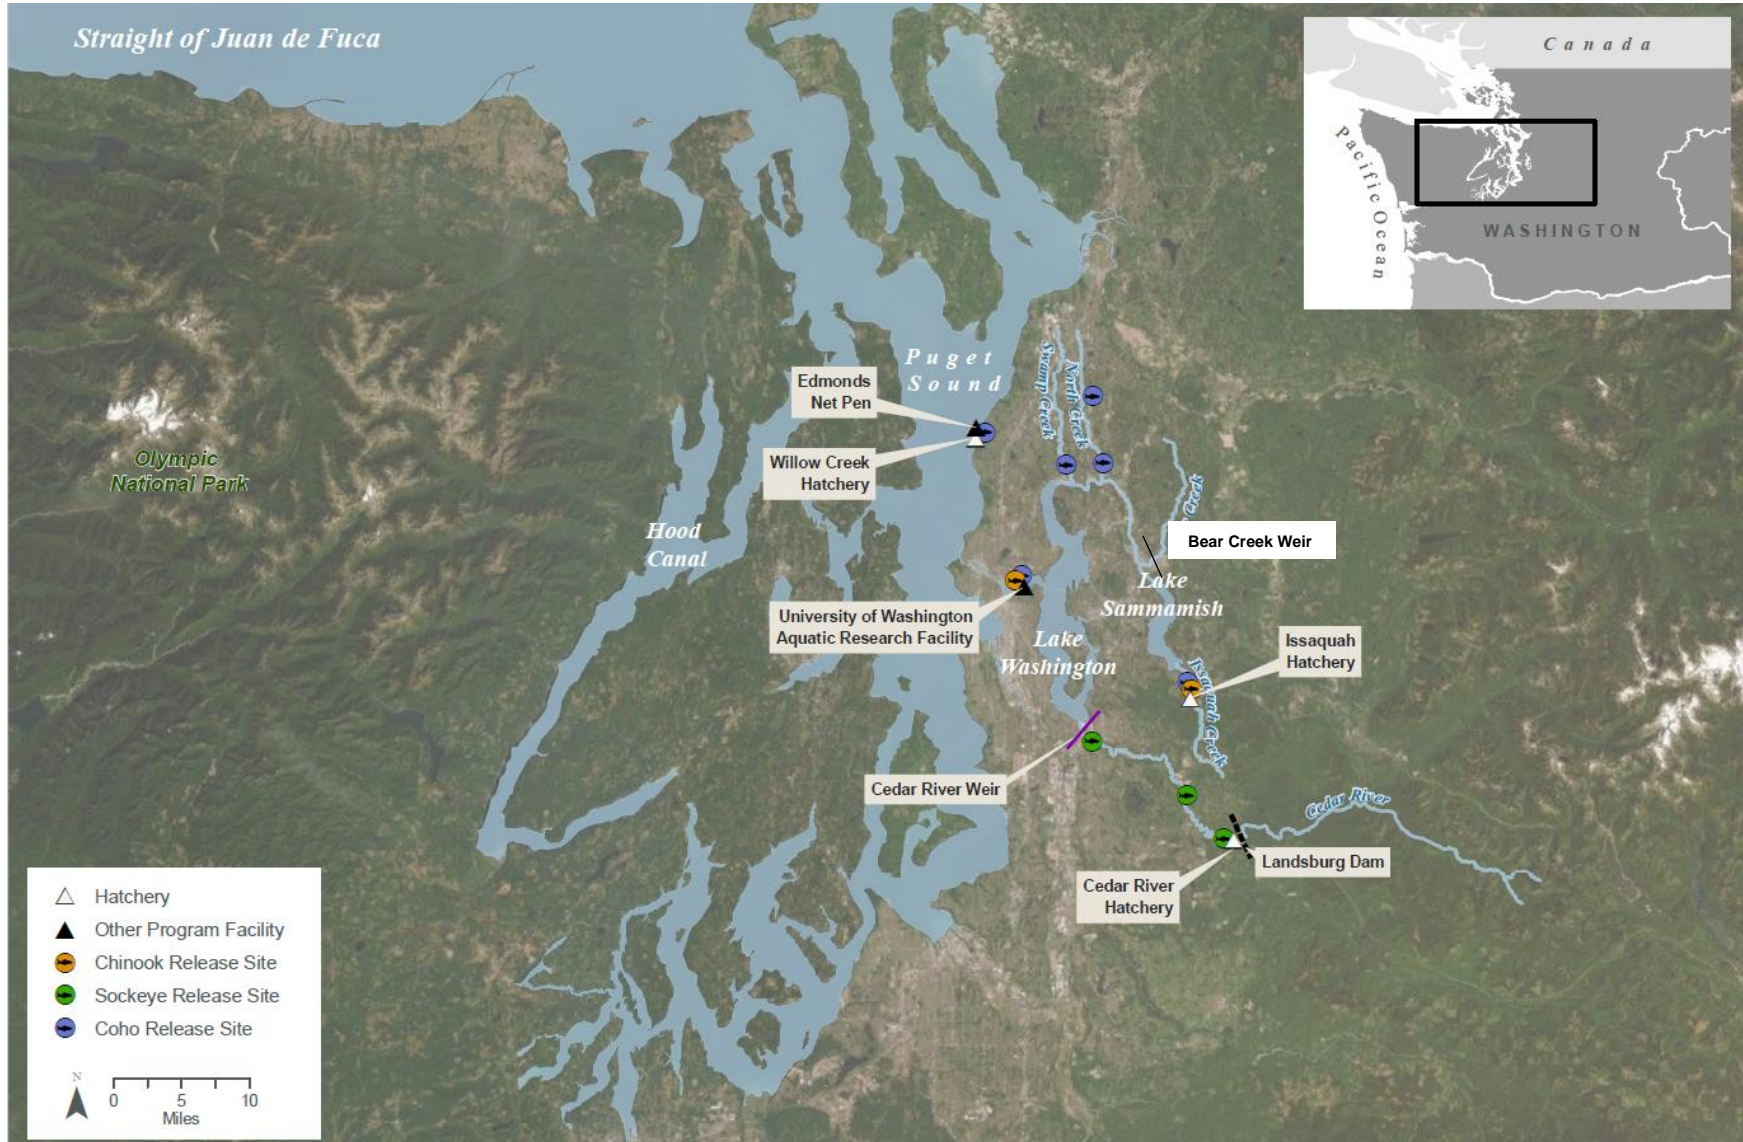 Straight of Juan de Fuca
Canada
Pacific Ocean
WASHINGTON
Puget
Sound
Swamp Creek
North Creek
Edmonds
Net Pen
Willow Creek
Hatchery
Olympic
National Park
Hood
Canal
Creek
Bear Creek Weir
Lake
Sammamish
University of Washington
Aquatic Research Facility
Lake
Washington
Issaquah
Hatchery
Issaquah Creek
Cedar River Weir
Cedar River
Landsburg Dam
Cedar River
Hatchery
Hatchery
Other Program Facility
Chinook Release Site
Sockeye Release Site
Coho Release Site
N
0 5 10
Miles